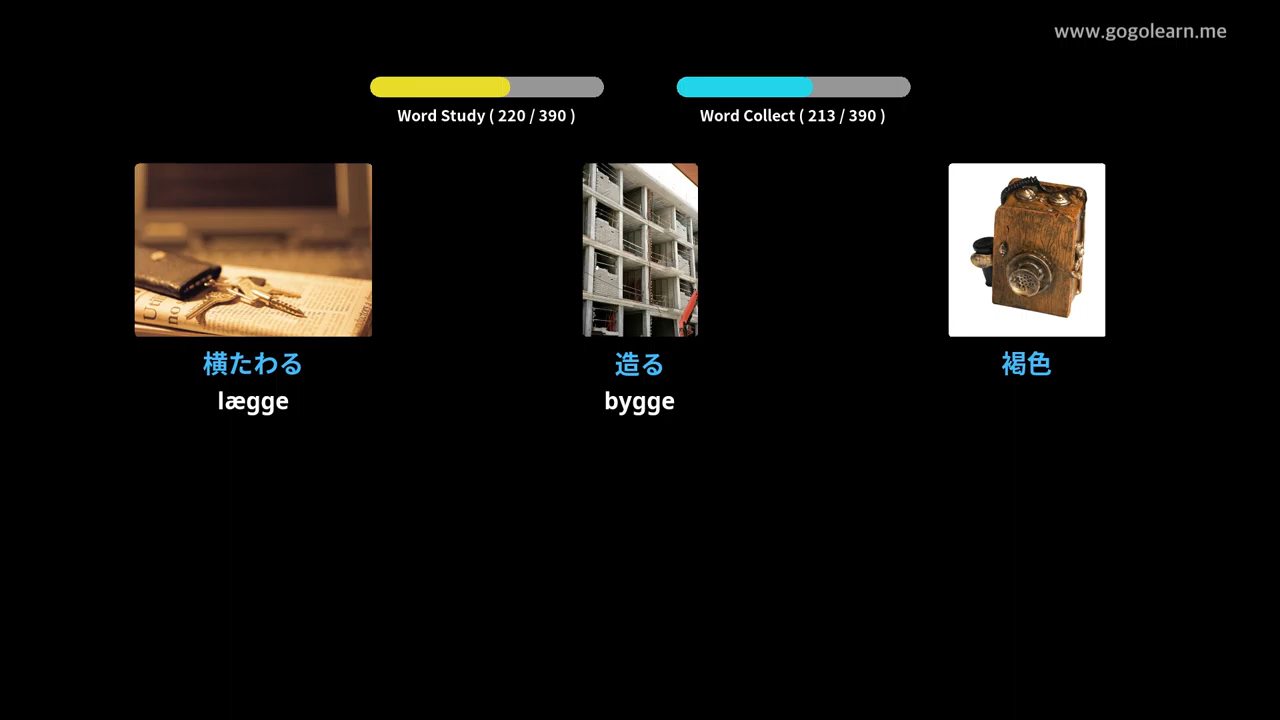 www.gogolearn.me
Word Study ( 220 / 390 )
Word Collect ( 213 / 390 )
横たわる
造る
褐色
lægge
bygge